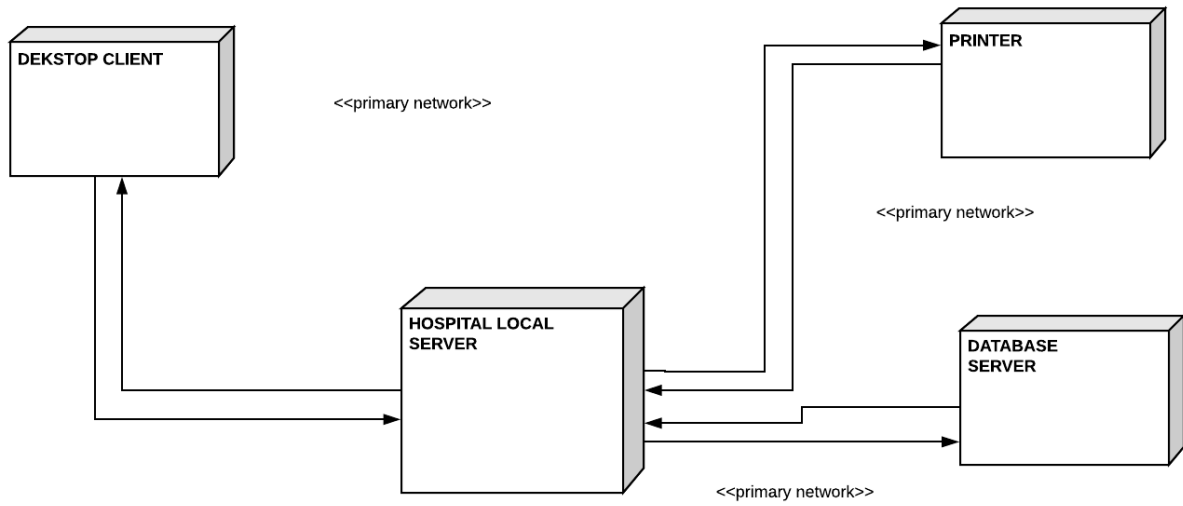 DEKSTOP CLIENT
PRINTER
<<primary network>>
<<primary network>>
HOSPITAL LOCAL
SERVER
DATABASE
SERVER
<<primary network>>